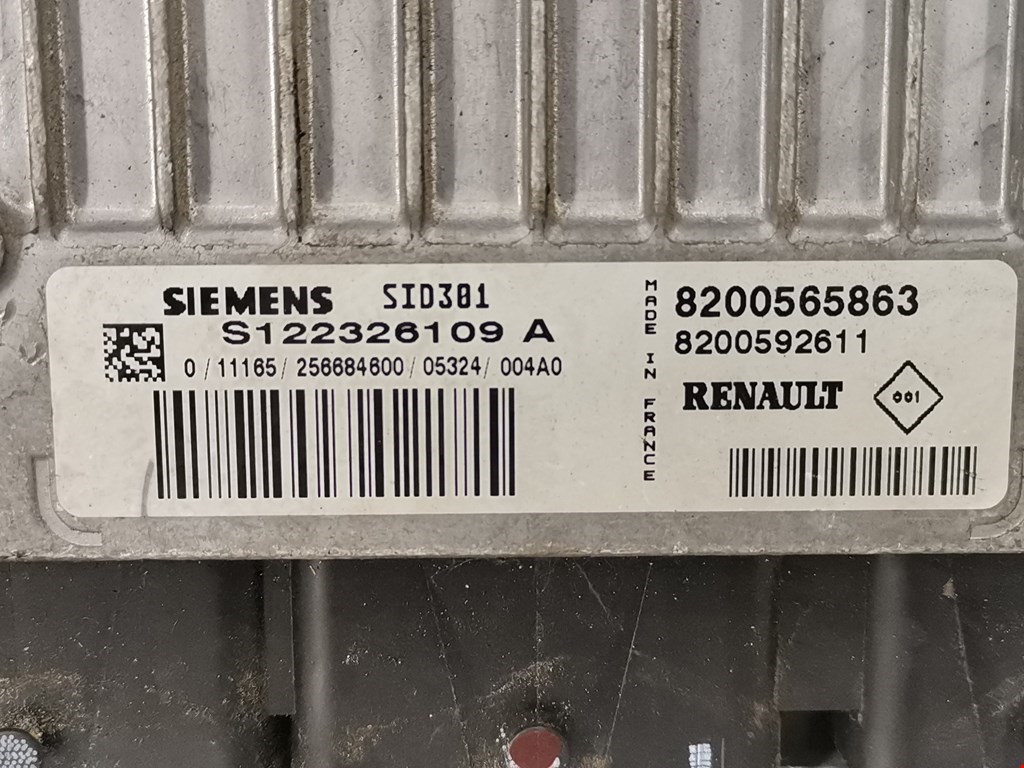 SIEMENS SID301
S122326109 A
0 / 11165 / 256684600 / 05324 / 004A0
MADE IN FRANCE
8200565863
8200592611
RENAULT 001